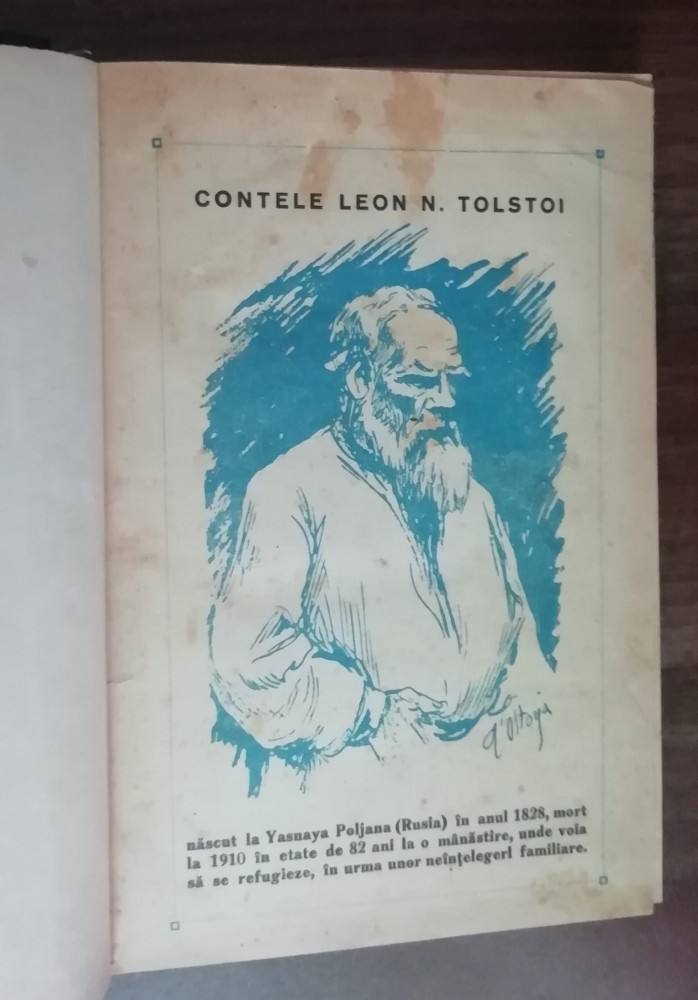 CONTELE LEON N. TOLSTOI
născut la Yasnaya Poljana (Rusia) în anul 1828, mort
la 1910 în etate de 82 ani la o mânăstire, unde voia
să se refugieze, în urma unor neînţelegeri familiare.